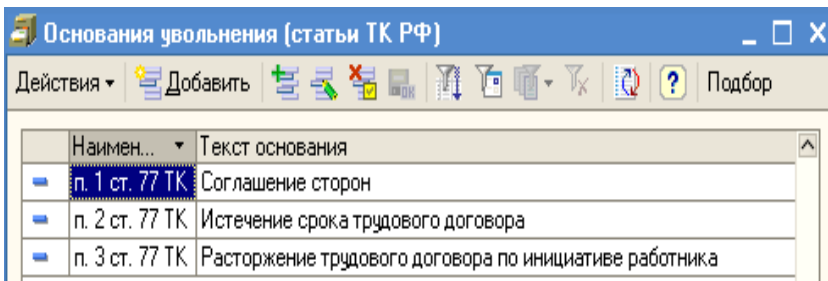 Основания увольнения (статьи ТК РФ)
Действия Добавить Подбор
Наимен... Текст основания
п. 1 ст. 77 ТК Соглашение сторон
п. 2 ст. 77 ТК Истечение срока трудового договора
п. 3 ст. 77 ТК Расторжение трудового договора по инициативе работника